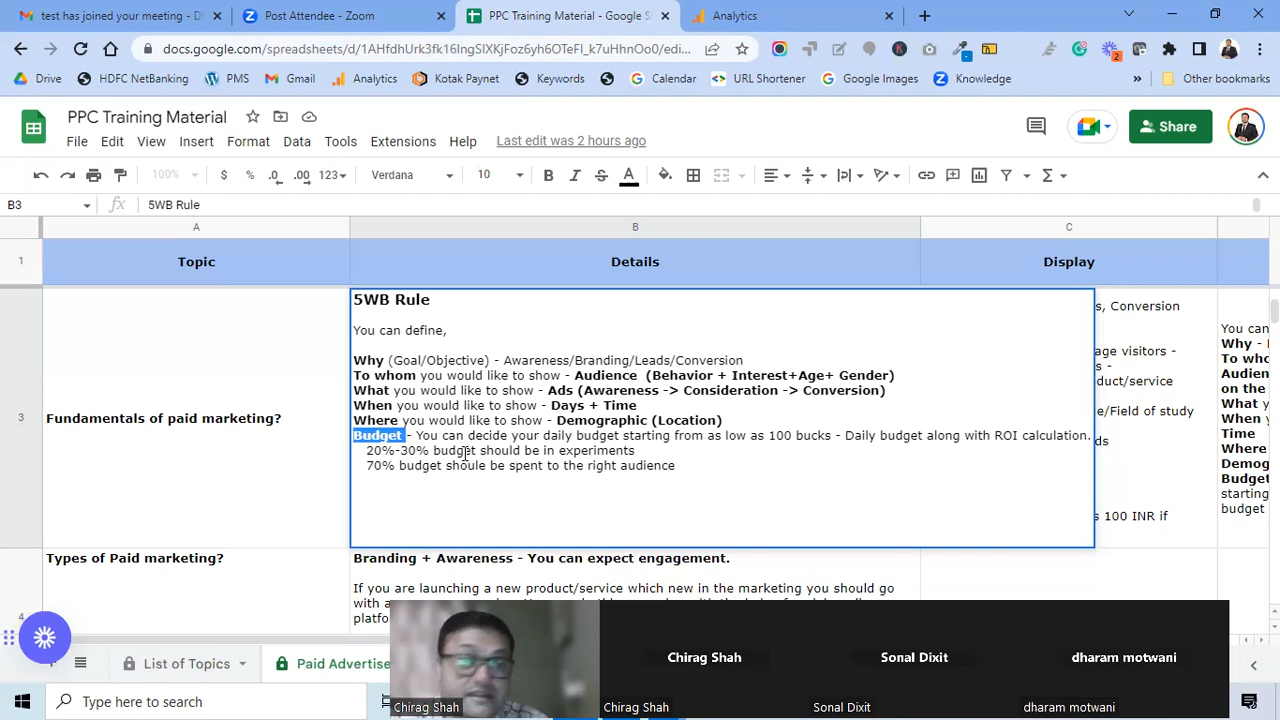 test has joined your meeting - D
Post Attendee - Zoom
PPC Training Material - Google S
Analytics
docs.google.com/spreadsheets/d/1AHfdhUrk3fk16IngSlXKjFoz6yh6OTeFI_k7uHhnOo0/edi...
Drive
HDFC NetBanking
PMS
Gmail
Analytics
Kotak Paynet
Keywords
Calendar
URL Shortener
Google Images
Knowledge
Other bookmarks
PPC Training Material
File Edit View Insert Format Data Tools Extensions Help Last edit was 2 hours ago
Share
100% $ % .0 .00 123 Verdana 10 B I S A
B3 fx 5WB Rule
A B C
1 Topic Details Display
3 Fundamentals of paid marketing?
5WB Rule
You can define,
Why (Goal/Objective) - Awareness/Branding/Leads/Conversion
To whom you would like to show - Audience (Behavior + Interest+Age+ Gender)
What you would like to show - Ads (Awareness -> Consideration -> Conversion)
When you would like to show - Days + Time
Where you would like to show - Demographic (Location)
Budget - You can decide your daily budget starting from as low as 100 bucks - Daily budget along with ROI calculation.
20%-30% budget should be in experiments
70% budget shoule be spent to the right audience
s, Conversion
age visitors -
s -
duct/service
e/Field of study
s 100 INR if
You can
Why -
To who
Audien
on the
What y
When y
Time
Where
Demog
Budget
starting
budget
4 Types of Paid marketing?
Branding + Awareness - You can expect engagement.
If you are launching a new product/service which new in the marketing you should go
with a
platfo
List of Topics
Paid Advertise
Chirag Shah
Sonal Dixit
dharam motwani
Chirag Shah
Chirag Shah
Sonal Dixit
dharam motwani
Type here to search